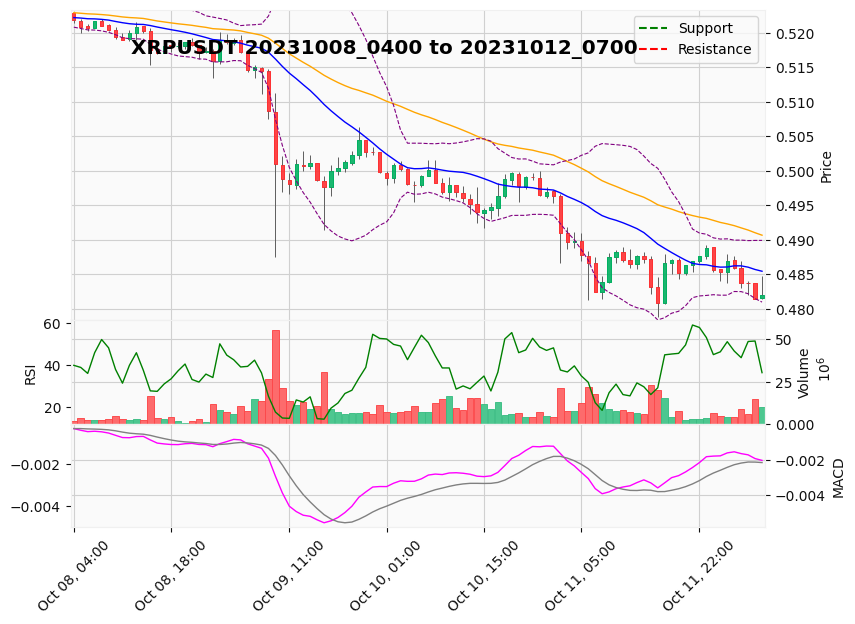 XRPUSDT 20231008_0400 to 20231012_0700
Support
Resistance
0.520
0.515
0.510
0.505
0.500
0.495
0.490
0.485
0.480
Price
60
40
20
RSI
50
25
0.000
Volume
10^6
−0.002
−0.004
−0.002
−0.004
MACD
Oct 08, 04:00
Oct 08, 18:00
Oct 09, 11:00
Oct 10, 01:00
Oct 10, 15:00
Oct 11, 05:00
Oct 11, 22:00